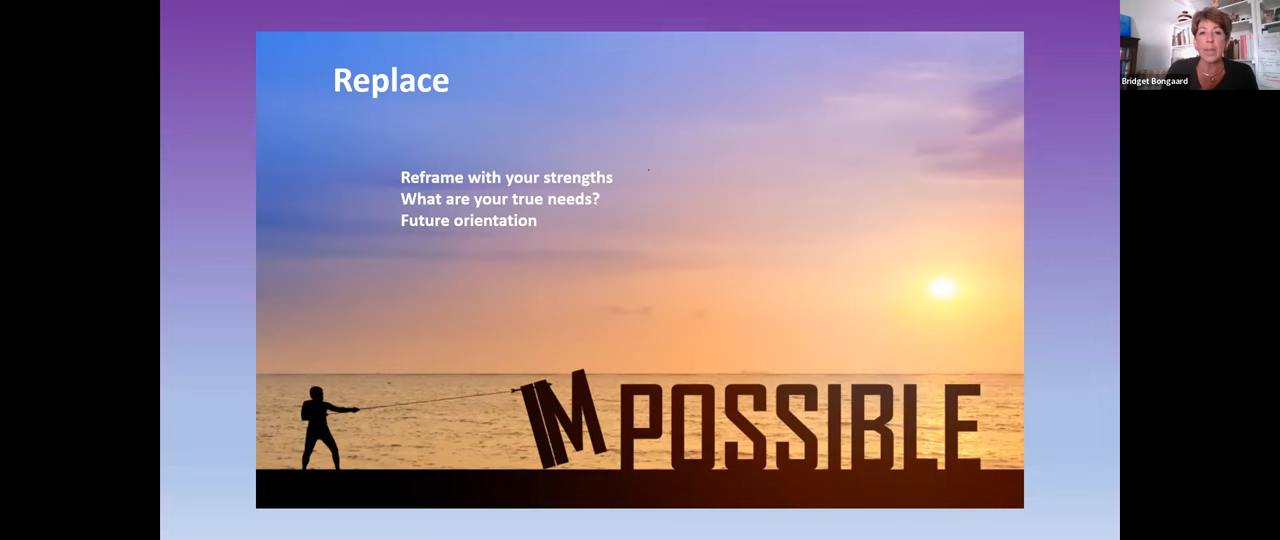 Replace
Reframe with your strengths
What are your true needs?
Future orientation
IMPOSSIBLE
Bridget Bongaard